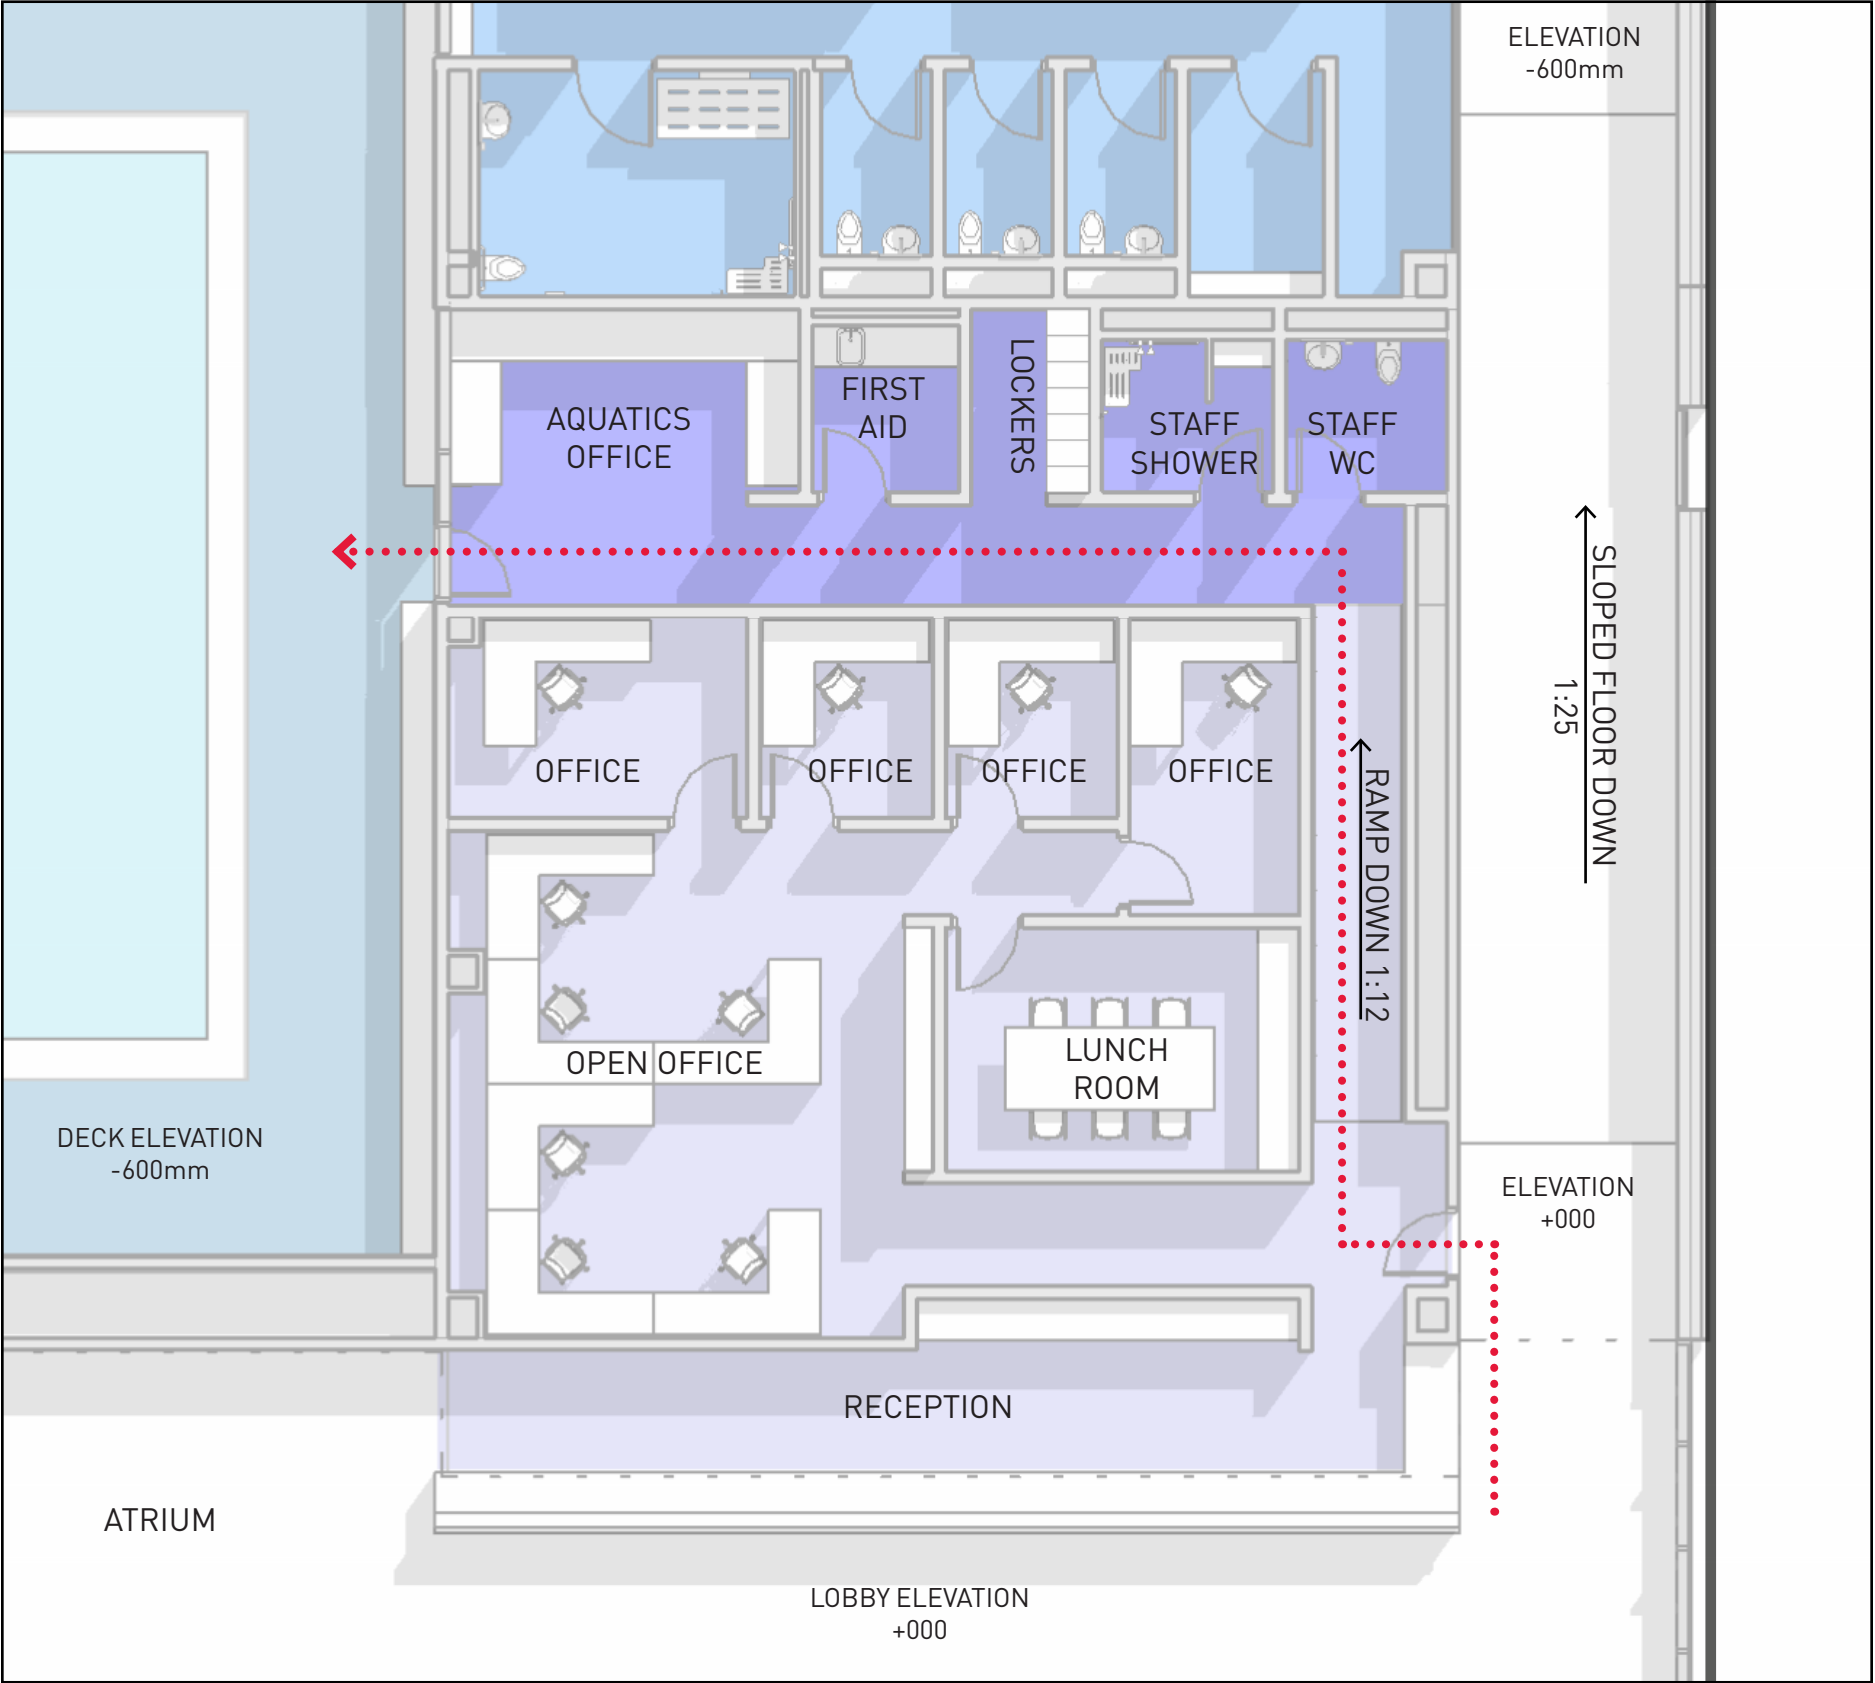 ELEVATION
-600mm
LOCKERS
FIRST
AID
AQUATICS
OFFICE
STAFF
SHOWER
STAFF
WC
SLOPED FLOOR DOWN
1:25
OFFICE
OFFICE
OFFICE
OFFICE
RAMP DOWN 1:12
OPEN OFFICE
LUNCH
ROOM
DECK ELEVATION
-600mm
ELEVATION
+000
RECEPTION
ATRIUM
LOBBY ELEVATION
+000